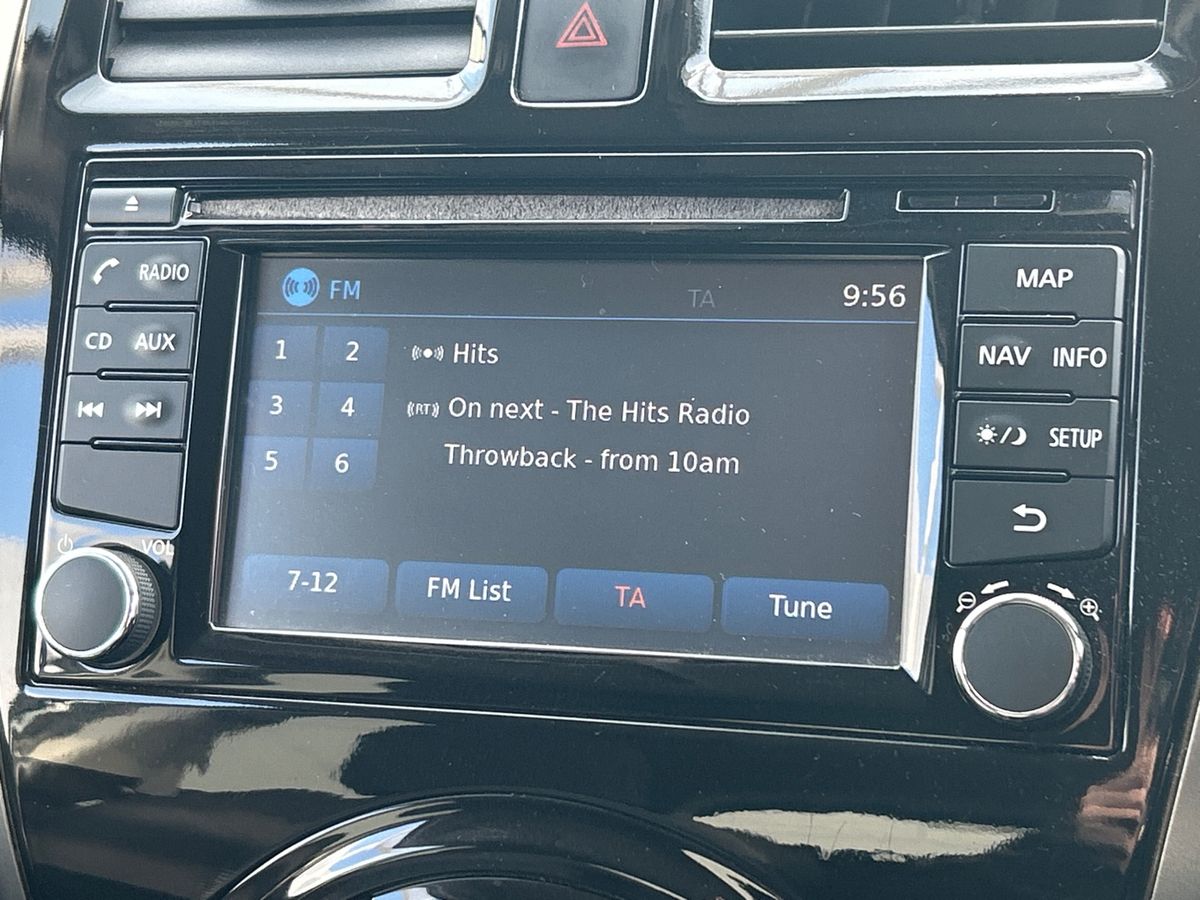 RADIO
CD AUX
VOL
FM TA 9:56
1 2
3 4
5 6
Hits
(RT) On next - The Hits Radio
Throwback - from 10am
7-12 FM List TA Tune
MAP
NAV INFO
SETUP